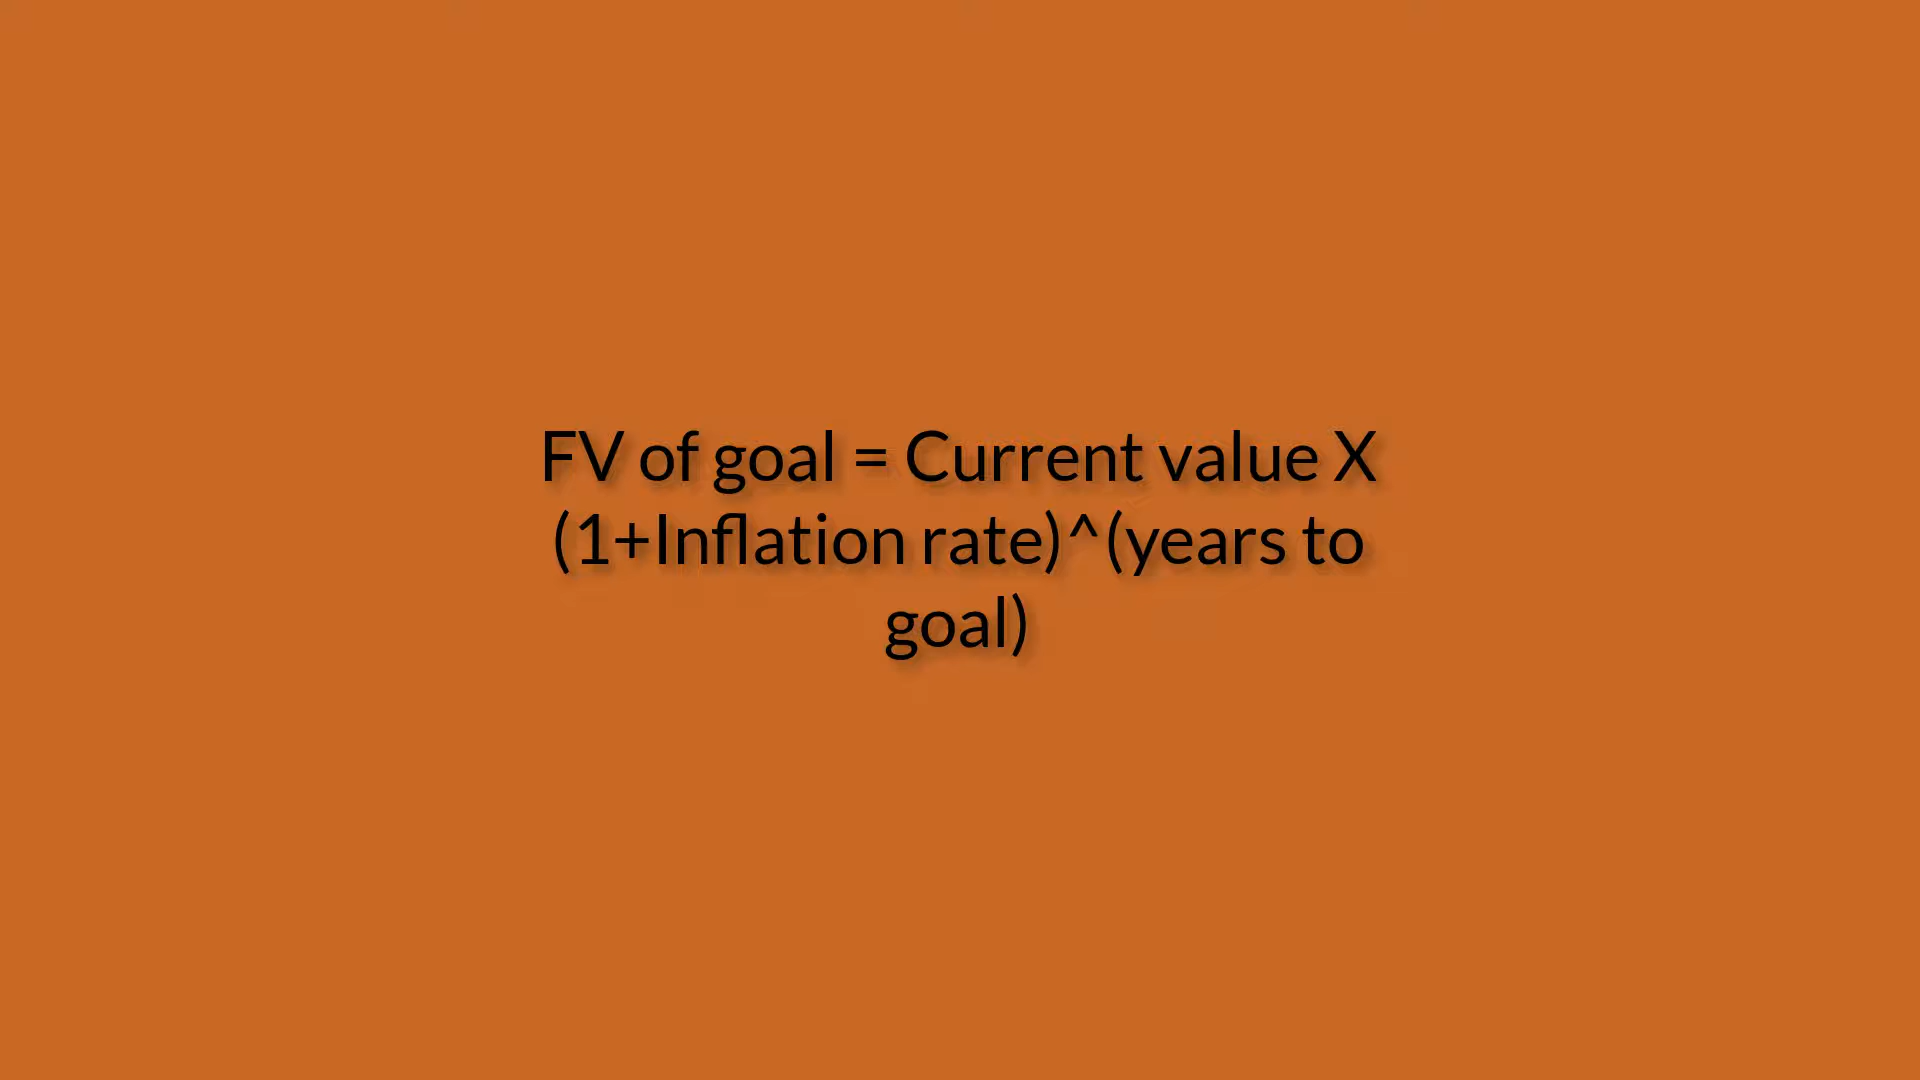 FV of goal = Current value X
(1+Inflation rate)^(years to
goal)